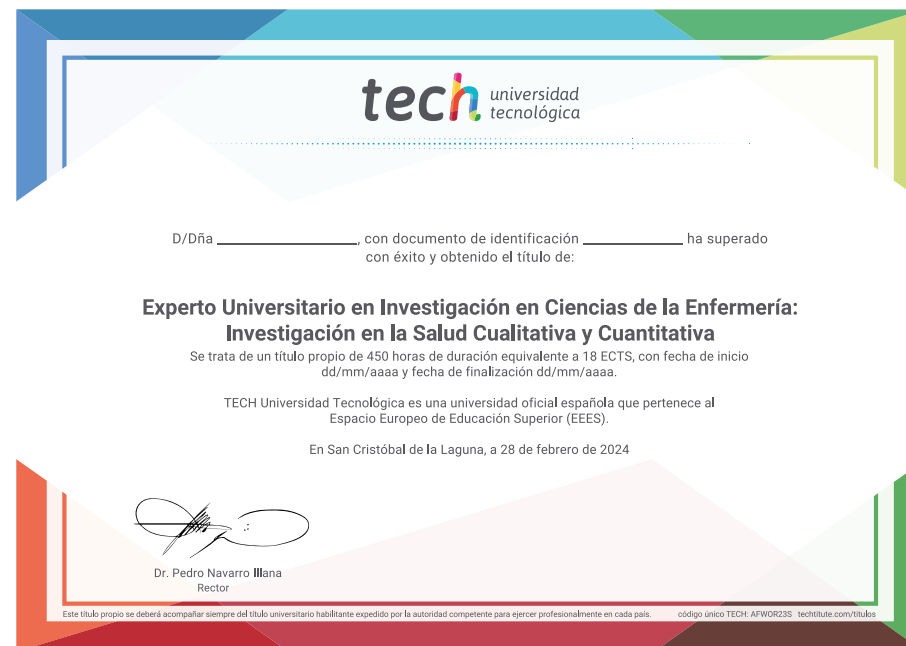 tech universidad
tecnológica
D/Dña ________________, con documento de identificación ____________ ha superado
con éxito y obtenido el título de:
Experto Universitario en Investigación en Ciencias de la Enfermería:
Investigación en la Salud Cualitativa y Cuantitativa
Se trata de un título propio de 450 horas de duración equivalente a 18 ECTS, con fecha de inicio
dd/mm/aaaa y fecha de finalización dd/mm/aaaa.
TECH Universidad Tecnológica es una universidad oficial española que pertenece al
Espacio Europeo de Educación Superior (EEES).
En San Cristóbal de la Laguna, a 28 de febrero de 2024
Dr. Pedro Navarro Illana
Rector
Este título propio se deberá acompañar siempre del título universitario habilitante expedido por la autoridad competente para ejercer profesionalmente en cada país. código único TECH: AFWOR23S techtitute.com/titulos